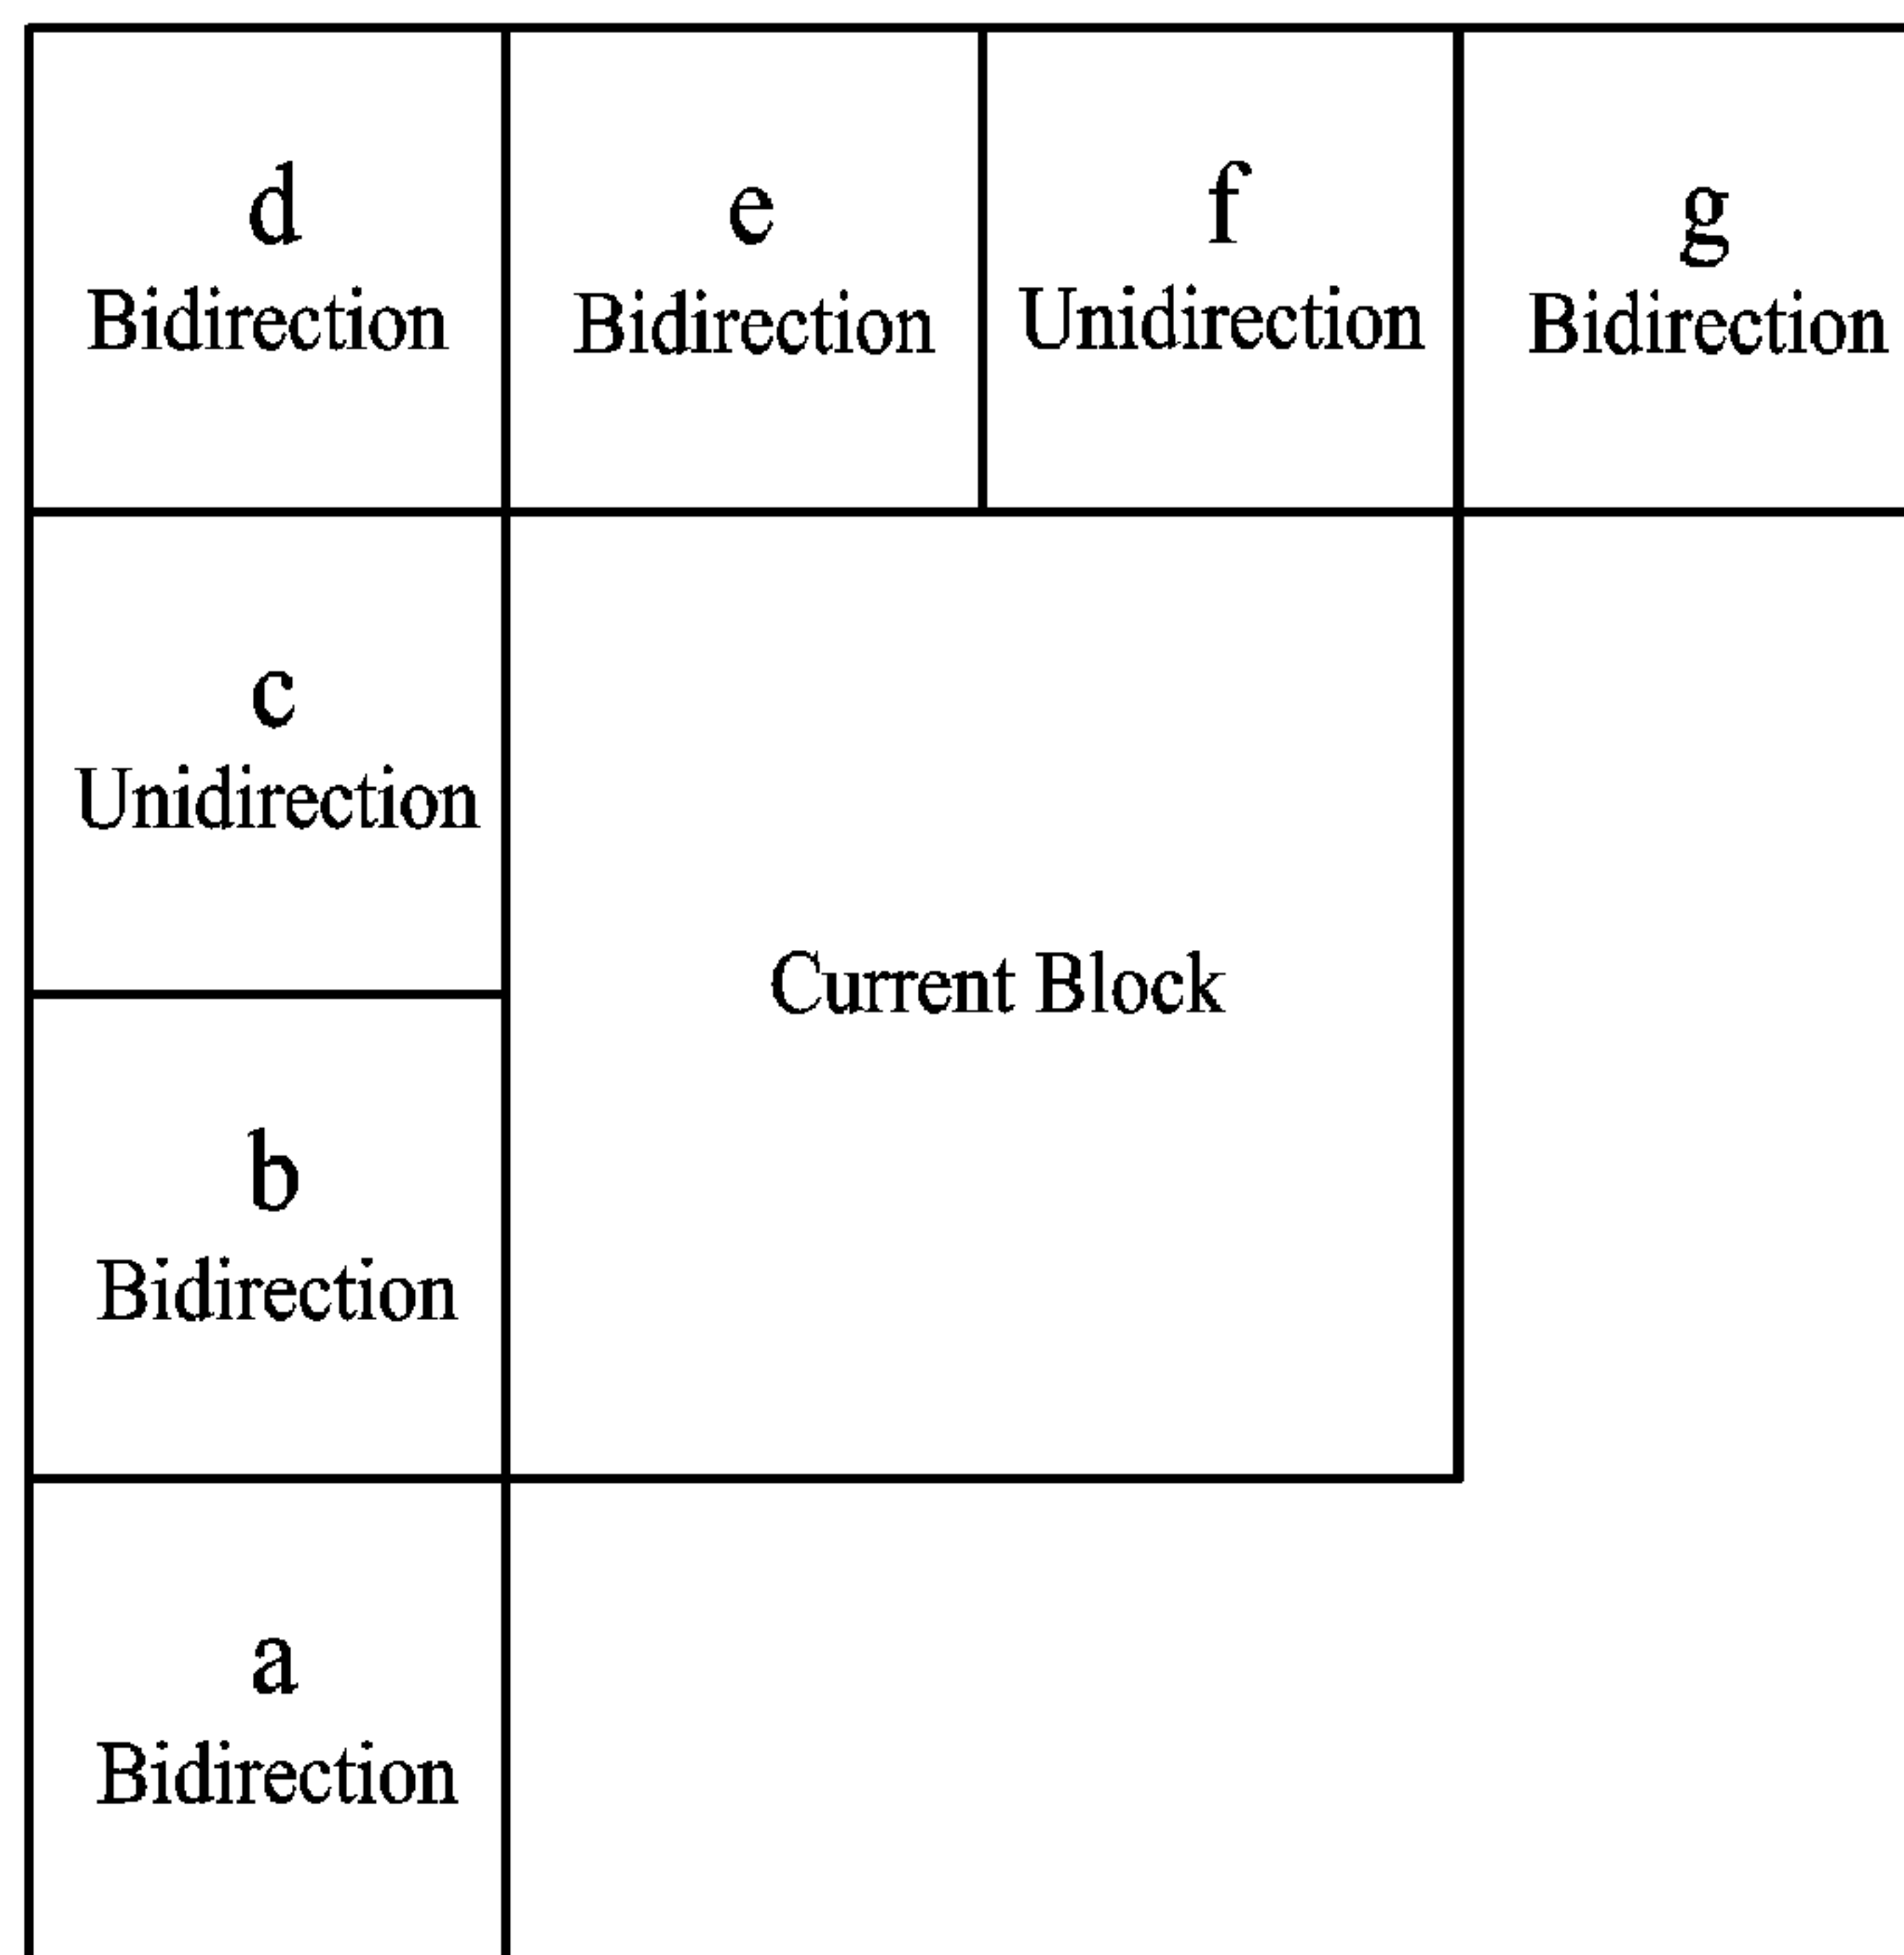 d
Bidirection
e
Bidirection
f
Unidirection
g
Bidirection
c
Unidirection
Current Block
b
Bidirection
a
Bidirection